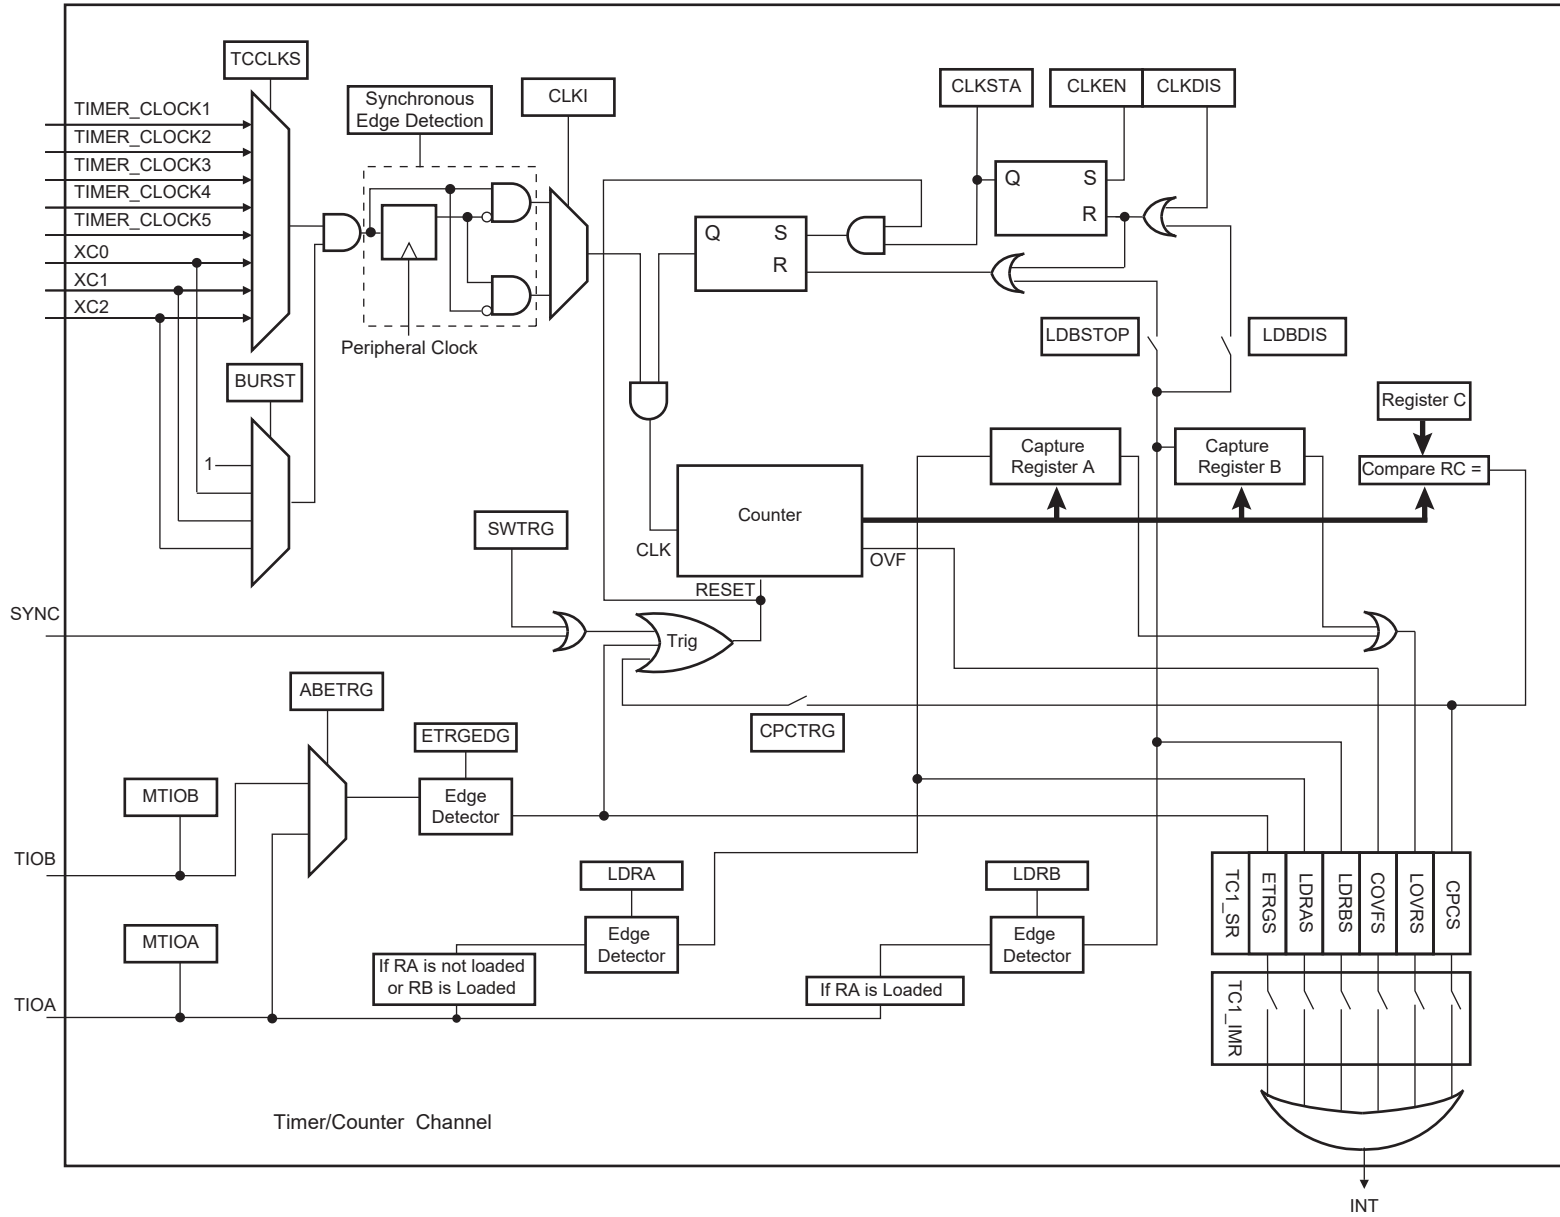 TCCLKS
TIMER_CLOCK1
TIMER_CLOCK2
TIMER_CLOCK3
TIMER_CLOCK4
TIMER_CLOCK5
XC0
XC1
XC2
Synchronous
Edge Detection
CLKI
Peripheral Clock
CLKSTA
CLKEN
CLKDIS
Q
S
R
Q
S
R
LDBSTOP
LDBDIS
BURST
1
Register C
Capture
Register A
Capture
Register B
Compare RC =
Counter
SWTRG
CLK
OVF
RESET
SYNC
Trig
ABETRG
CPCTRG
ETRGEDG
MTIOB
Edge
Detector
TIOB
LDRA
LDRB
MTIOA
Edge
Detector
Edge
Detector
If RA is not loaded
or RB is Loaded
If RA is Loaded
TIOA
TC1_SR
ETRGS
LDRAS
LDRBS
COVFS
LOVRS
CPCS
TC1_IMR
Timer/Counter Channel
INT